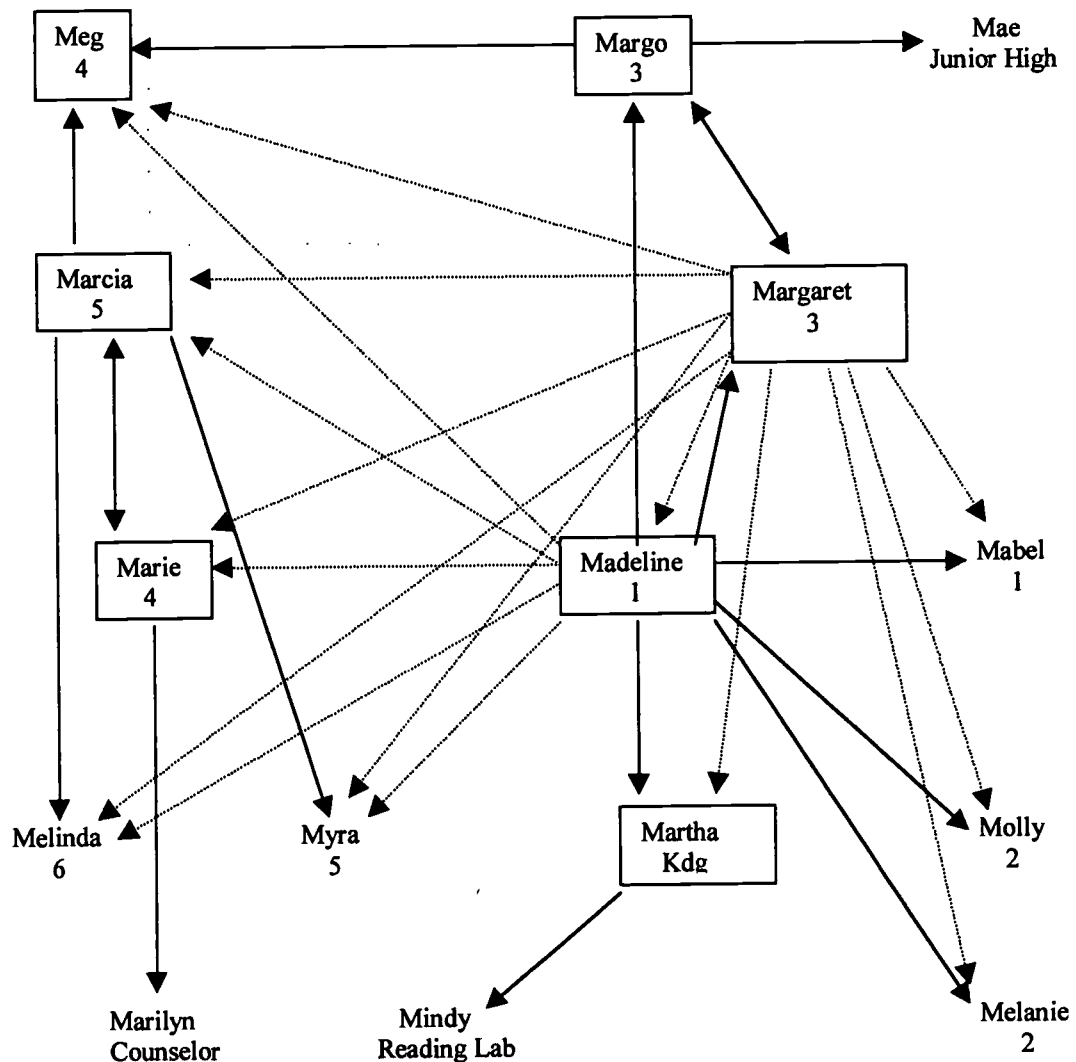 Meg
4
Margo
3
Mae
Junior High
Marcia
5
Margaret
3
Marie
4
Madeline
1
Mabel
1
Melinda
6
Myra
5
Martha
Kdg
Molly
2
Marilyn
Counselor
Mindy
Reading Lab
Melanie
2